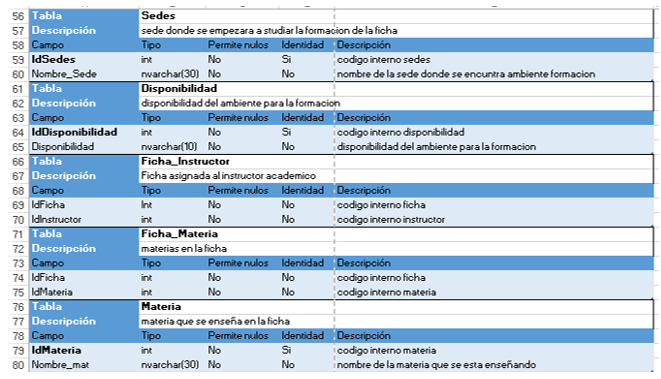 56 Tabla Sedes
57 Descripción sede donde se empezara a studiar la formacion de la ficha
58 Campo Tipo Permite nulos Identidad Descripción
59 IdSedes int No Si codigo interno sedes
60 Nombre_Sede nvarchar(30) No No nombre de la sede donde se encuntra ambiente formacion
61 Tabla Disponibilidad
62 Descripción disponibilidad del ambiente para la formacion
63 Campo Tipo Permite nulos Identidad Descripción
64 IdDisponibilidad int No Si codigo interno disponibilidad
65 Disponibilidad nvarchar(10) No No disponibilidad del ambiente para la formacion
66 Tabla Ficha_Instructor
67 Descripción Ficha asignada al instructor academico
68 Campo Tipo Permite nulos Identidad Descripción
69 IdFicha Int No No codigo interno ficha
70 IdInstructor int No No codigo interno instructor
71 Tabla Ficha_Materia
72 Descripción materias en la ficha
73 Campo Tipo Permite nulos Identidad Descripción
74 IdFicha int No No codigo interno ficha
75 IdMateria int No No codigo interno materia
76 Tabla Materia
77 Descripción materia que se enseña en la ficha
78 Campo Tipo Permite nulos Identidad Descripción
79 IdMateria int No Si codigo interno materia
80 Nombre_mat nvarchar(30) No No nombre de la materia que se esta enseñando